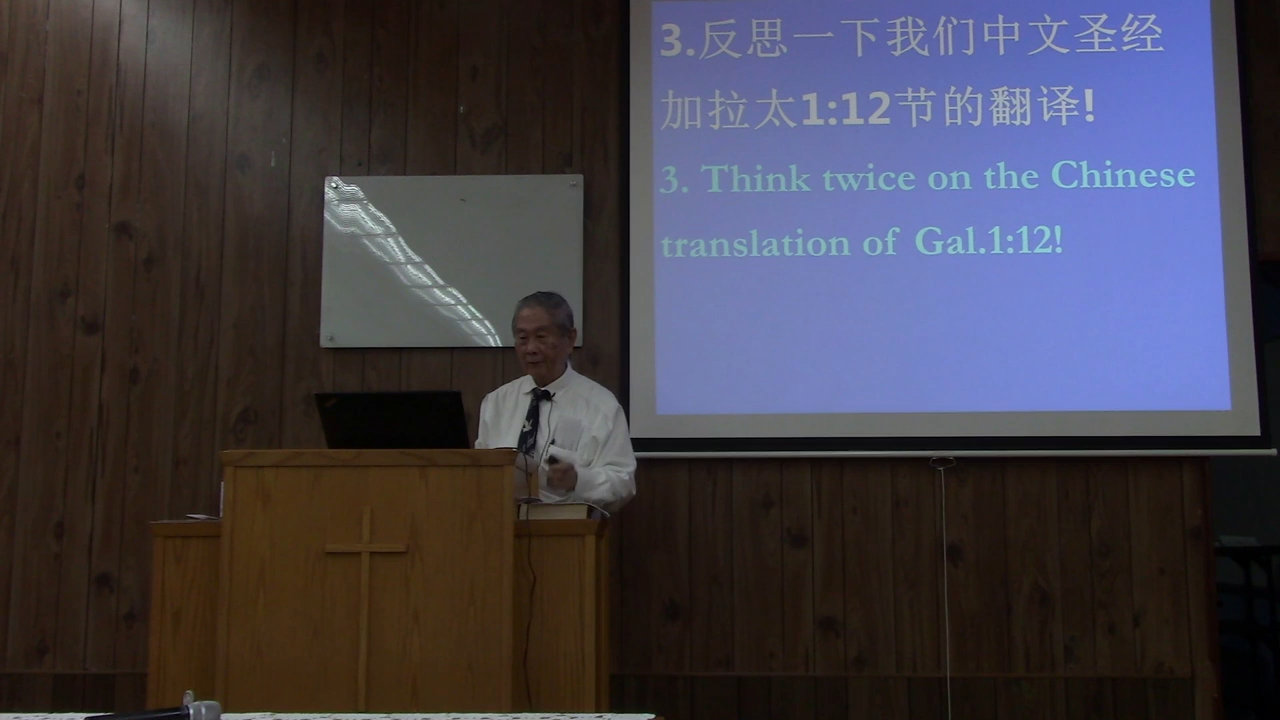 3.反思一下我们中文圣经
加拉太1:12节的翻译!
3. Think twice on the Chinese
translation of Gal.1:12!